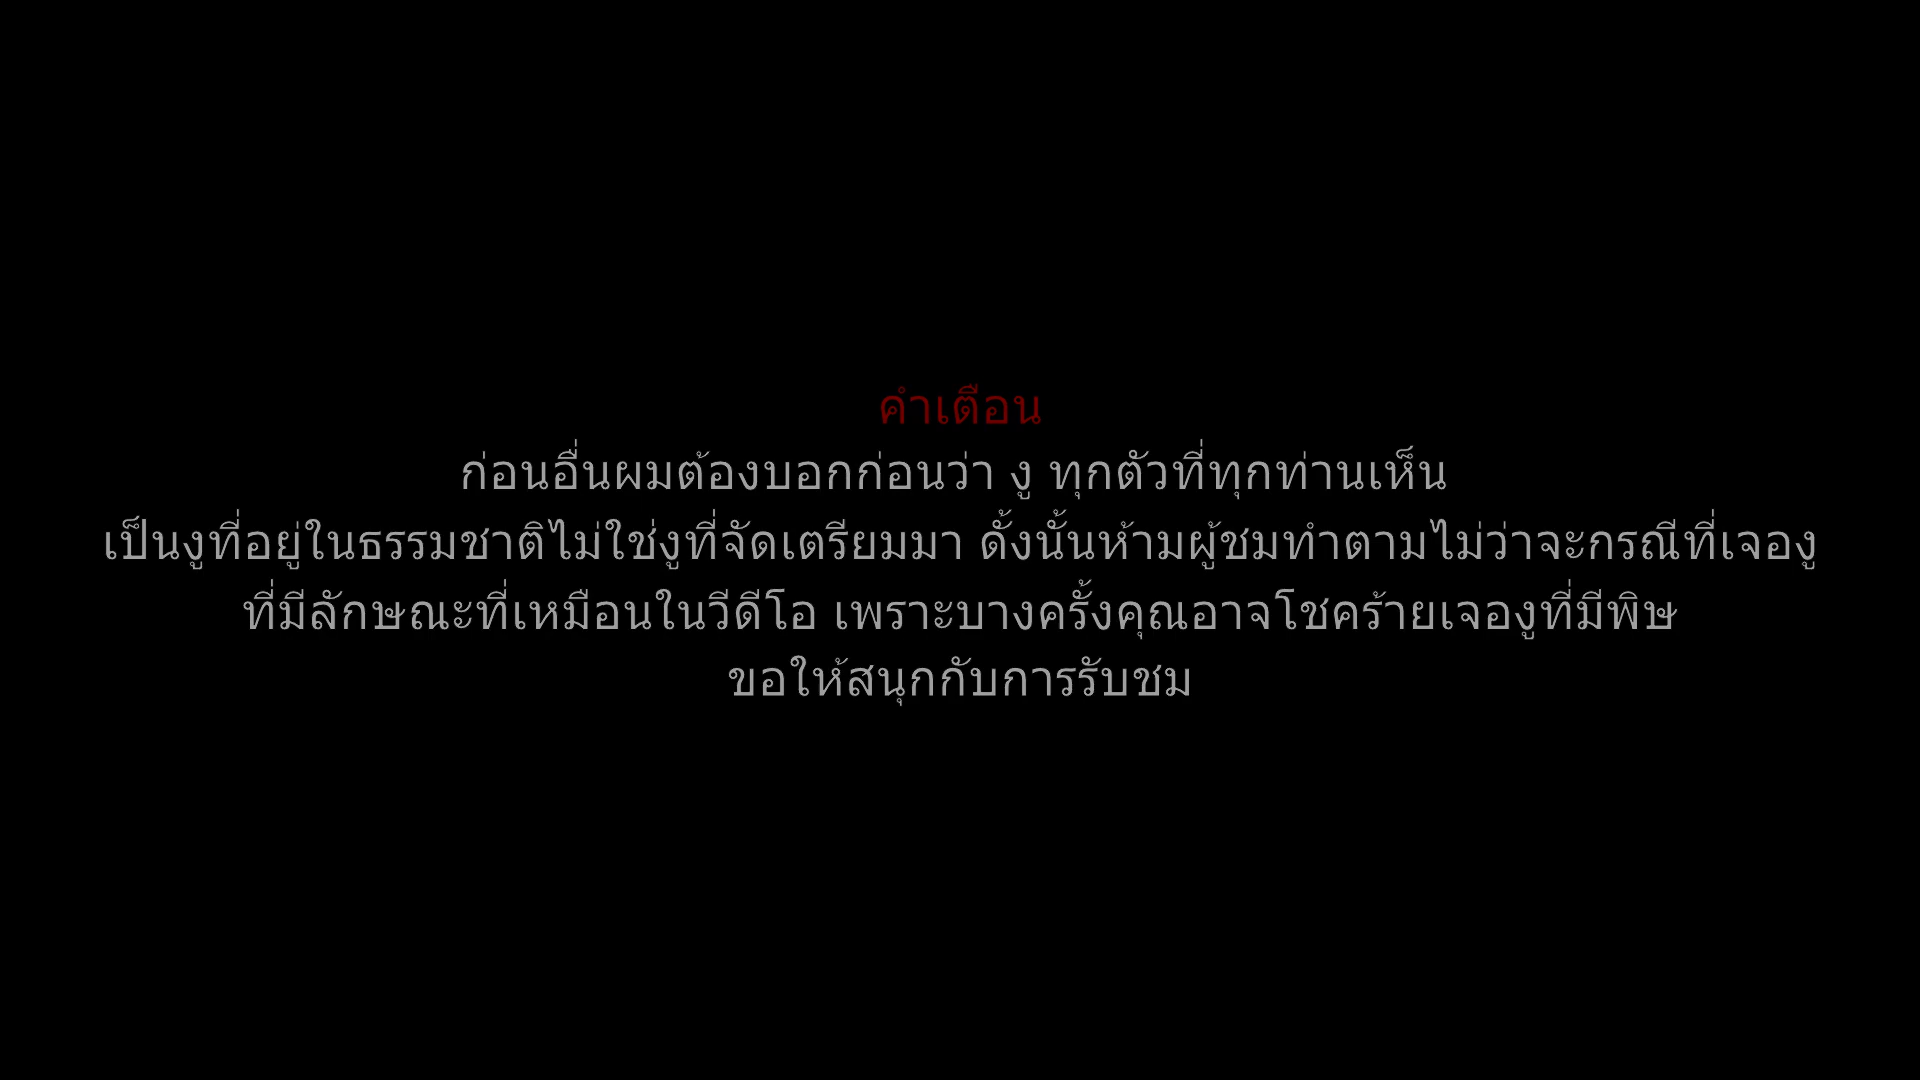 คำเตือน
ก่อนอื่นผมต้องบอกก่อนว่า งู ทุกตัวที่ทุกท่านเห็น
เป็นงูที่อยู่ในธรรมชาติไม่ใช่งูที่จัดเตรียมมา ดั้งนั้นห้ามผู้ชมทำตามไม่ว่าจะกรณีที่เจองู
ที่มีลักษณะที่เหมือนในวีดีโอ เพราะบางครั้งคุณอาจโชคร้ายเจองูที่มีพิษ
ขอให้สนุกกับการรับชม